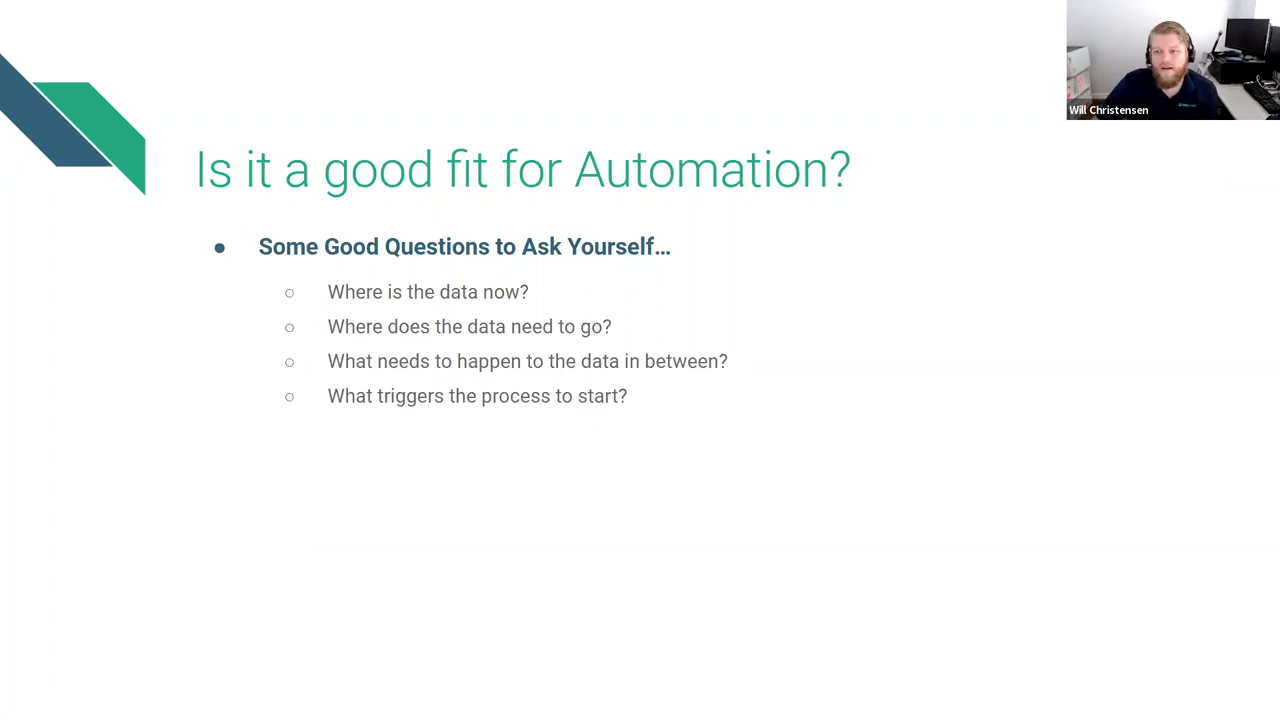 Will Christensen
Is it a good fit for Automation?
● Some Good Questions to Ask Yourself…
○ Where is the data now?
○ Where does the data need to go?
○ What needs to happen to the data in between?
○ What triggers the process to start?